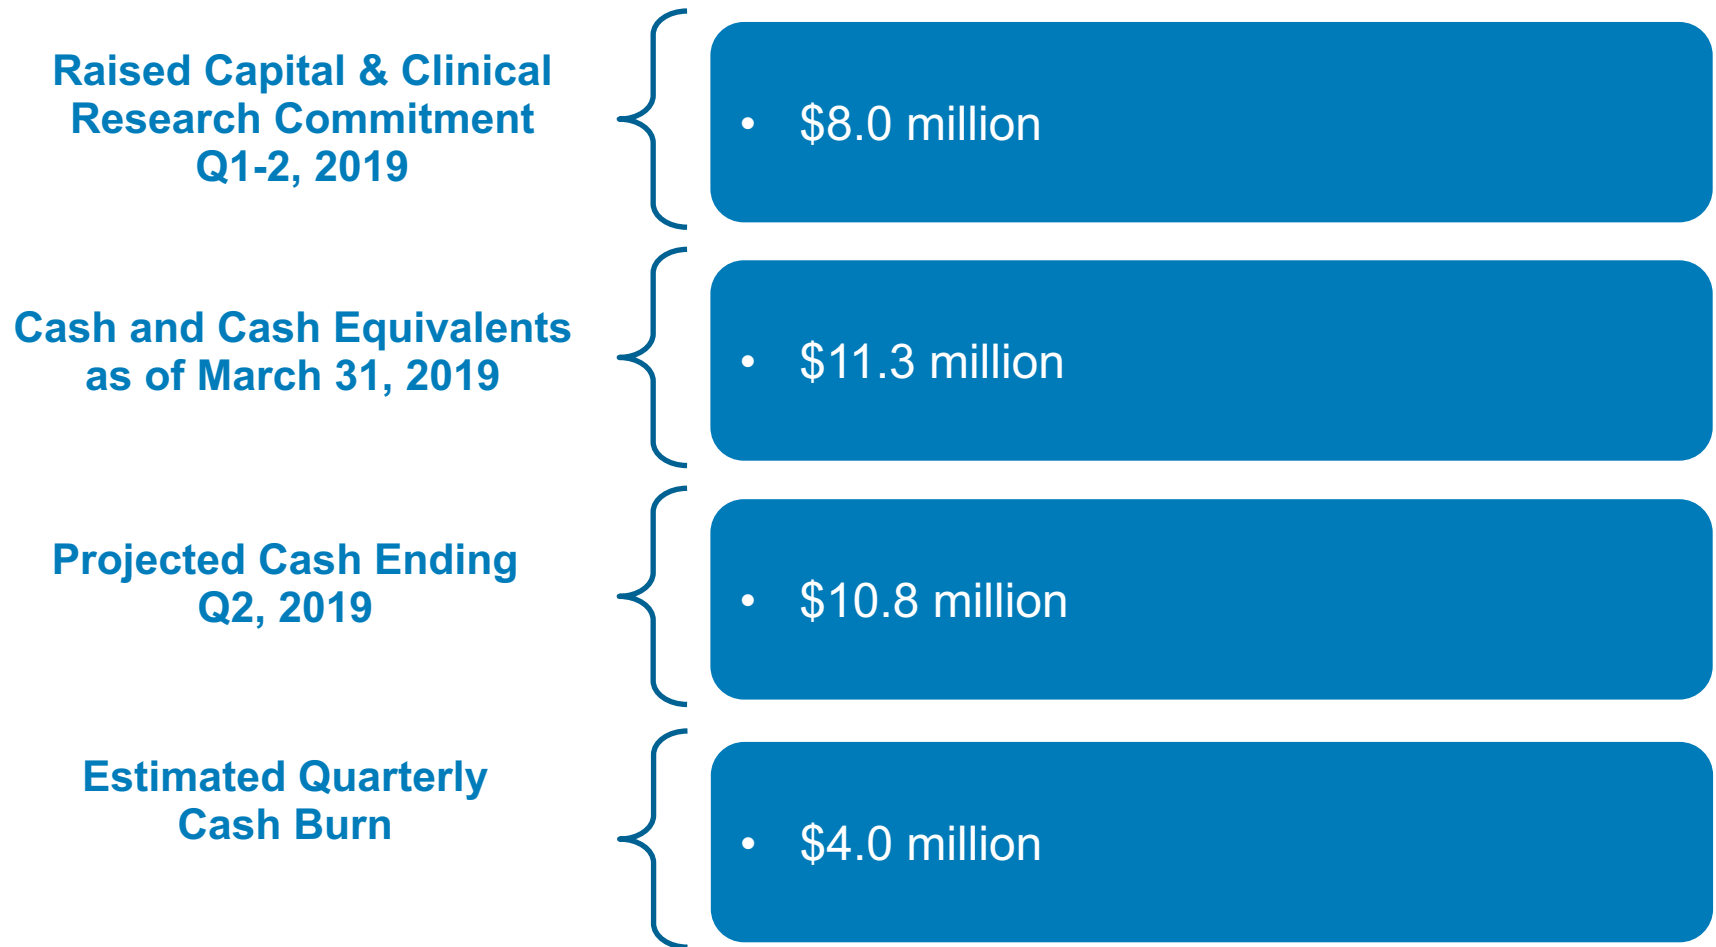 Raised Capital & Clinical
Research Commitment
Q1-2, 2019
• $8.0 million
Cash and Cash Equivalents
as of March 31, 2019
• $11.3 million
Projected Cash Ending
Q2, 2019
• $10.8 million
Estimated Quarterly
Cash Burn
• $4.0 million